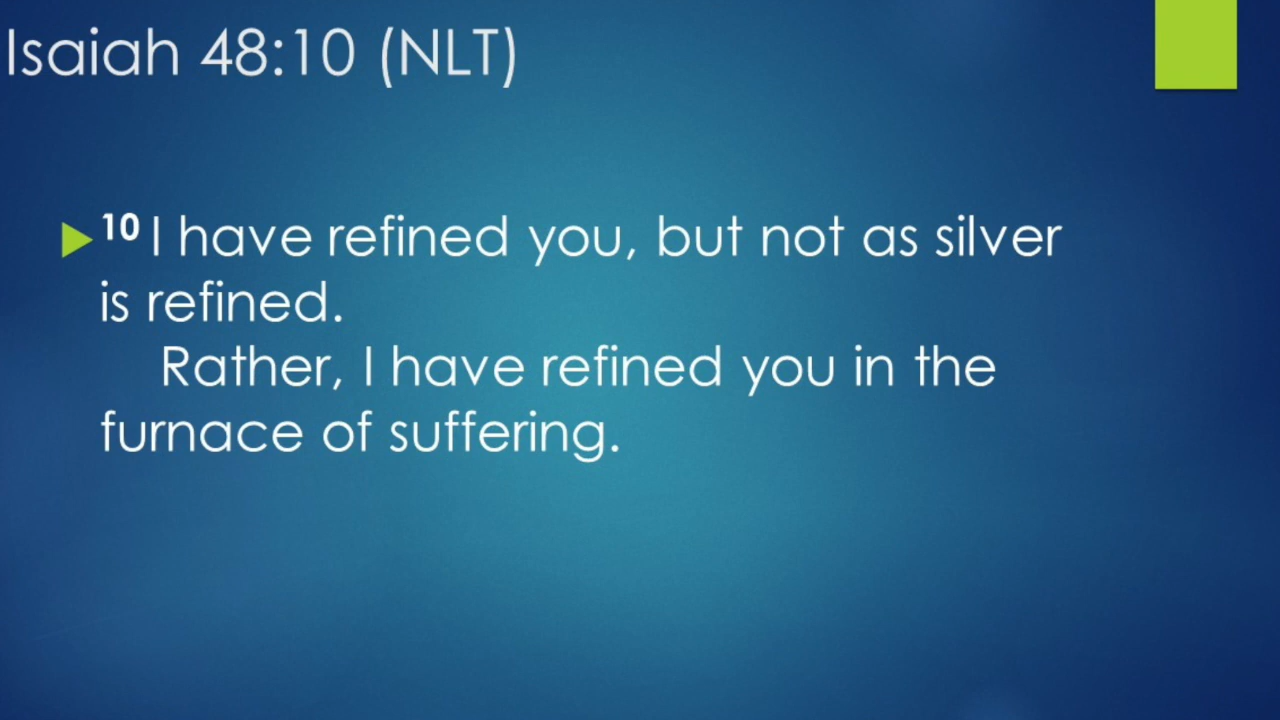 Isaiah 48:10 (NLT)
10 I have refined you, but not as silver
is refined.
Rather, I have refined you in the
furnace of suffering.